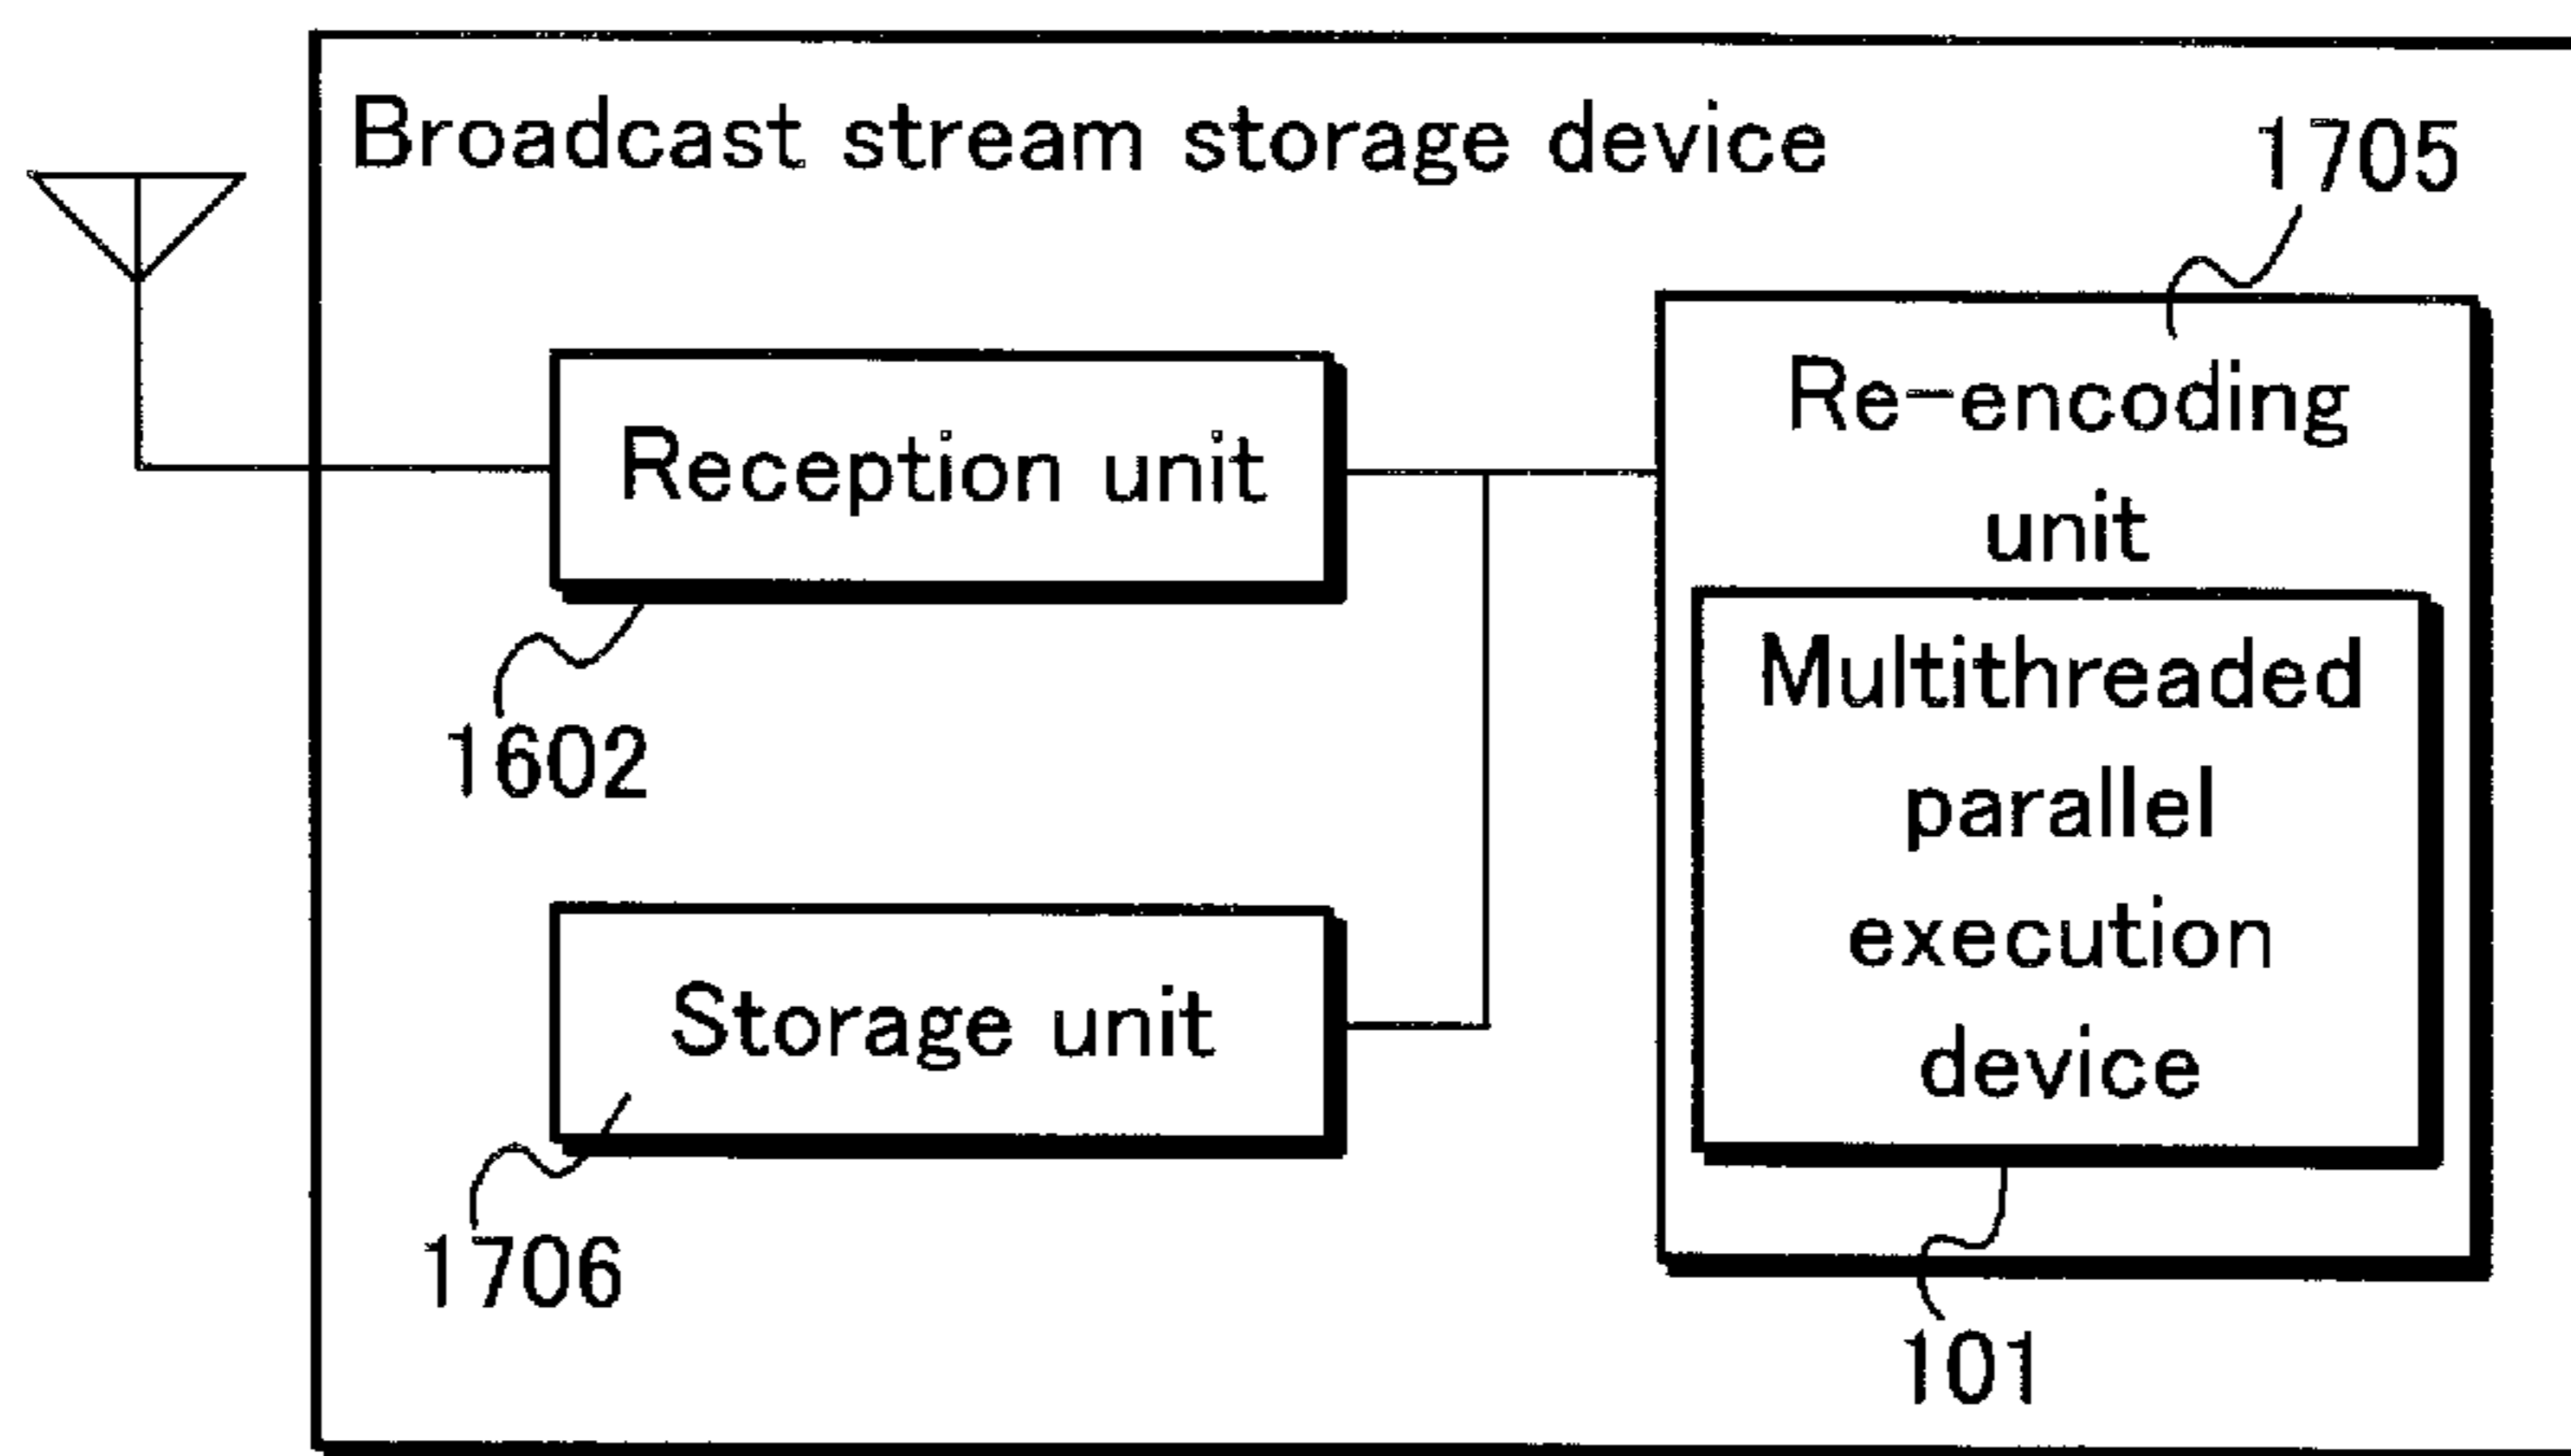 Broadcast stream storage device
1705
Reception unit
1602
Re-encoding
unit
Multithreaded
parallel
execution
device
Storage unit
1706
101